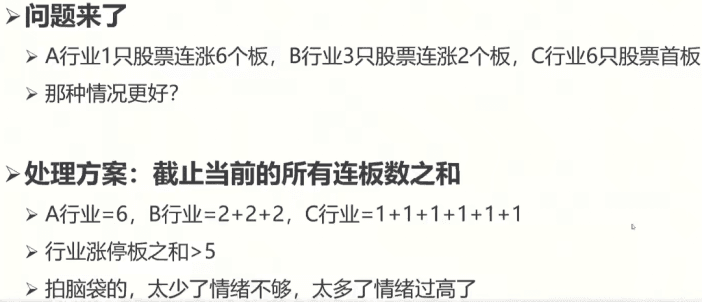 ➢问题来了
➢ A行业1只股票连涨6个板，B行业3只股票连涨2个板，C行业6只股票首板
➢ 那种情况更好？
➢处理方案：截止当前的所有连板数之和
➢ A行业=6，B行业=2+2+2，C行业=1+1+1+1+1+1
➢ 行业涨停板之和>5
➢ 拍脑袋的，太少了情绪不够，太多了情绪过高了